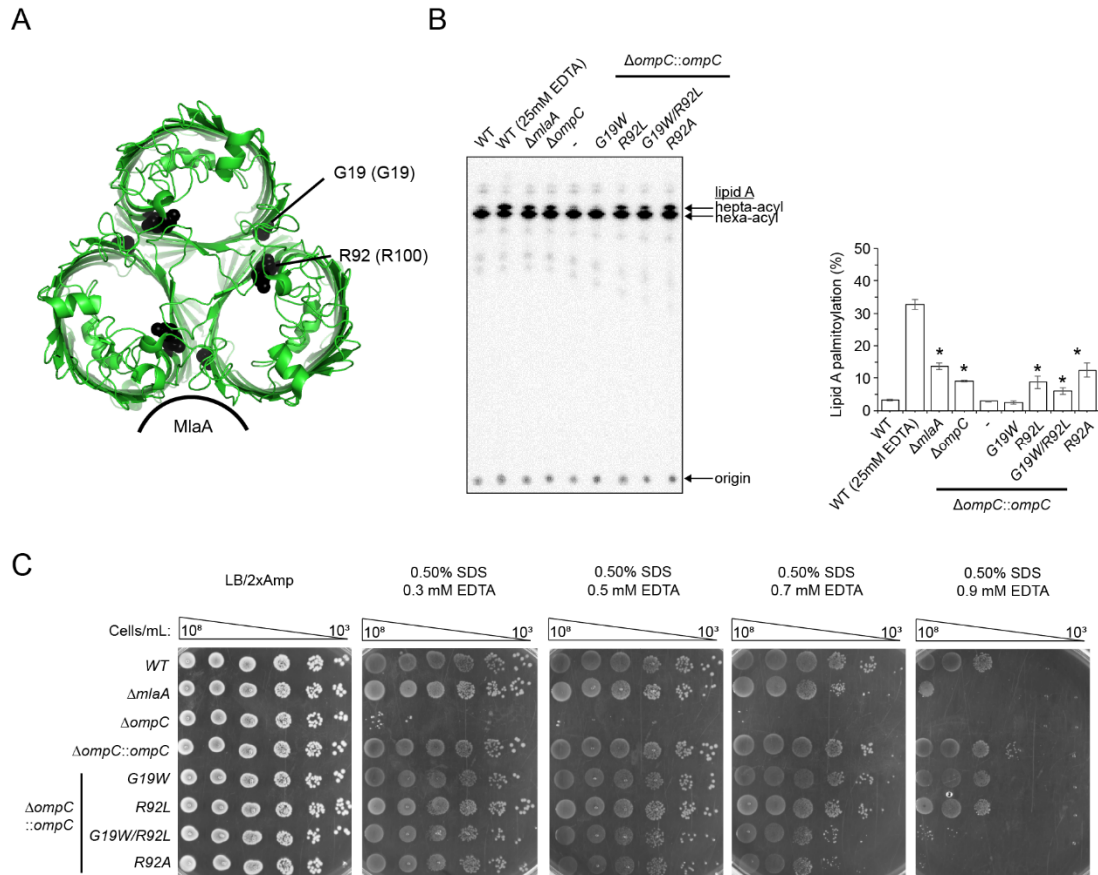 A
G19 (G19)
R92 (R100)
MlaA
B
ΔompC::ompC
WT
WT (25mM EDTA)
ΔmlaA
ΔompC
-
G19W
R92L
G19W/R92L
R92A
lipid A
hepta-acyl
hexa-acyl
origin
Lipid A palmitoylation (%)
50
40
30
20
10
0
WT
WT (25mM EDTA)
ΔmlaA
ΔompC
-
G19W
R92L
G19W/R92L
R92A
* * * * *
ΔompC::ompC
C
LB/2xAmp
0.50% SDS
0.3 mM EDTA
0.50% SDS
0.5 mM EDTA
0.50% SDS
0.7 mM EDTA
0.50% SDS
0.9 mM EDTA
Cells/mL: 10⁸ 10³ 10⁸ 10³ 10⁸ 10³ 10⁸ 10³ 10⁸ 10³
WT
ΔmlaA
ΔompC
ΔompC::ompC
ΔompC
::ompC
G19W
R92L
G19W/R92L
R92A